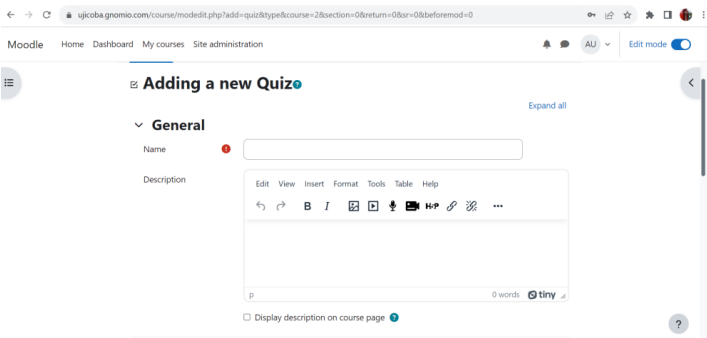 ujicoba.gnomio.com/course/modedit.php?add=quiz&type&course=2&section=0&return=0&sr=0&beforemod=0
Moodle Home Dashboard My courses Site administration AU Edit mode
Adding a new Quiz
Expand all
General
Name
Description
Edit View Insert Format Tools Table Help
B I H5P
p 0 words tiny
Display description on course page